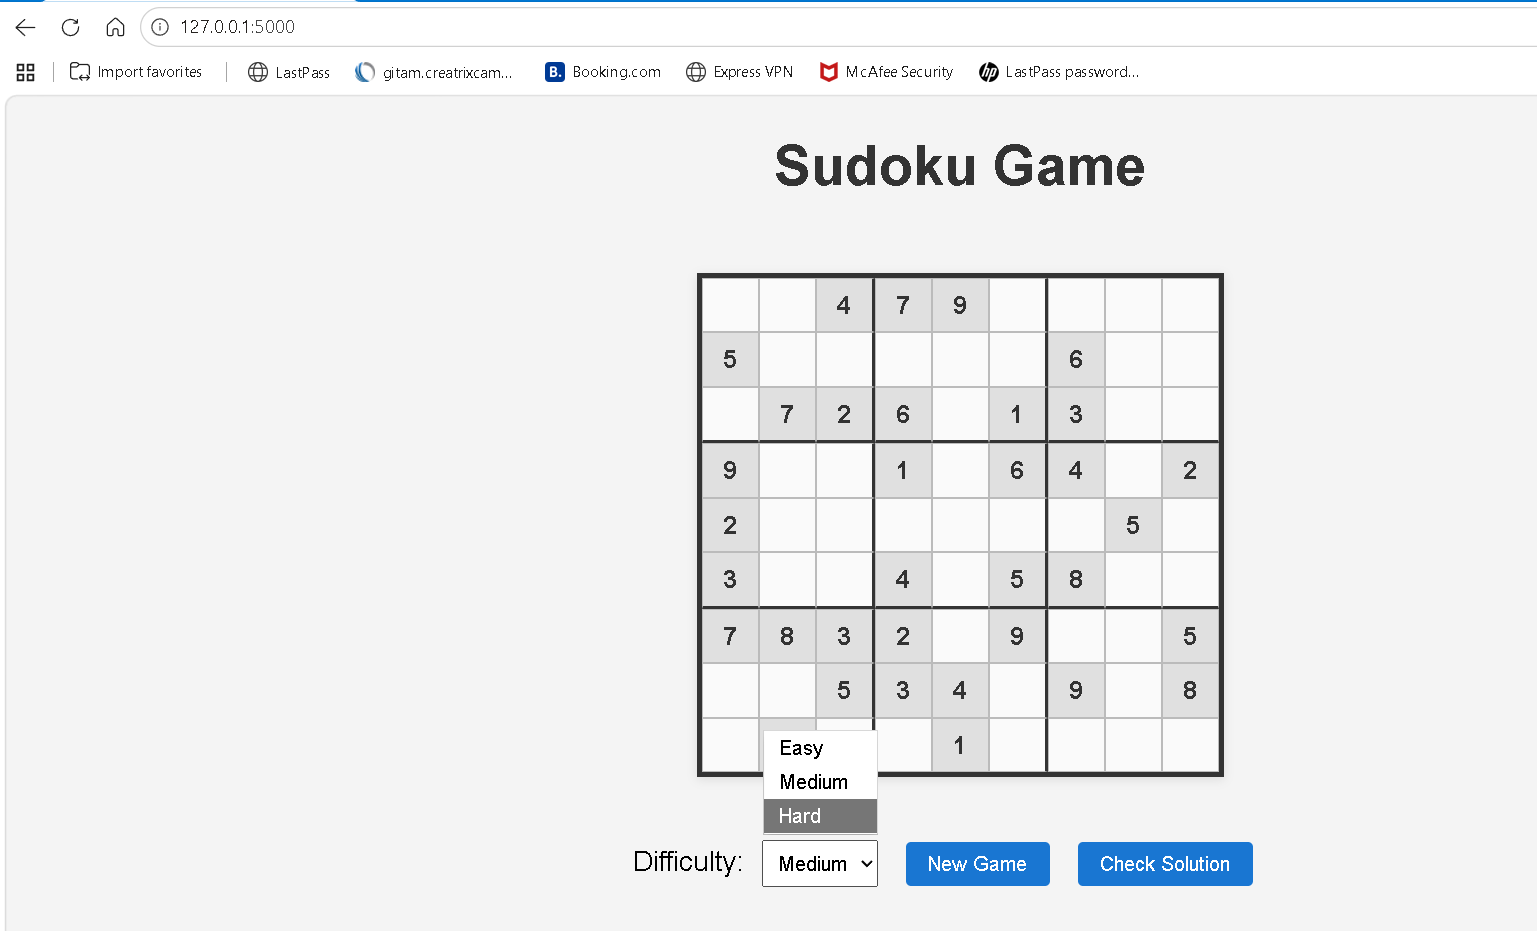 127.0.0.1:5000
Import favorites LastPass gitam.creatrixcam... B. Booking.com Express VPN McAfee Security hp LastPass password...
Sudoku Game
4 7 9
5 6
7 2 6 1 3
9 1 6 4 2
2 5
3 4 5 8
7 8 3 2 9 5
5 3 4 9 8
1
Easy
Medium
Hard
Difficulty: Medium New Game Check Solution